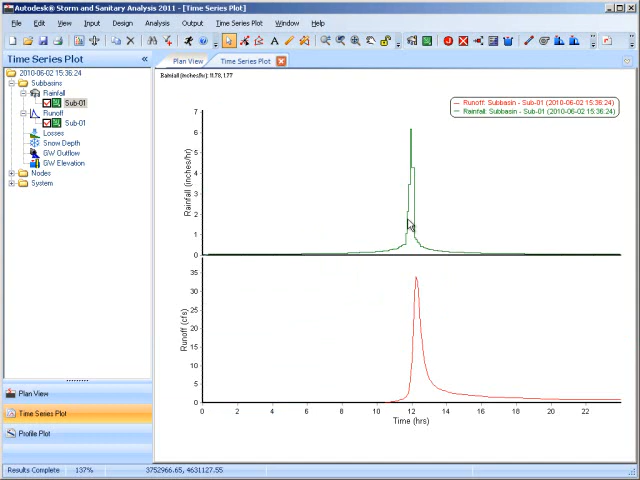 Autodesk® Storm and Sanitary Analysis 2011 - [Time Series Plot]
File Edit View Input Design Analysis Output Time Series Plot Window Help
Time Series Plot «
Plan View Time Series Plot
2010-06-02 15:36:24
Subbasins
Rainfall
Sub-01
Runoff
Sub-01
Losses
Snow Depth
GW Outflow
GW Elevation
Nodes
System
Plan View
Time Series Plot
Profile Plot
Rainfall (inches/hr): 11.78, 1.77
Runoff: Subbasin - Sub-01 (2010-06-02 15:36:24)
Rainfall: Subbasin - Sub-01 (2010-06-02 15:36:24)
Rainfall (inches/hr)
7
6
5
4
3
2
1
0
Runoff (cfs)
35
30
25
20
15
10
5
0
0 2 4 6 8 10 12 14 16 18 20 22
Time (hrs)
Results Complete 137% 3752966.65, 4631127.55